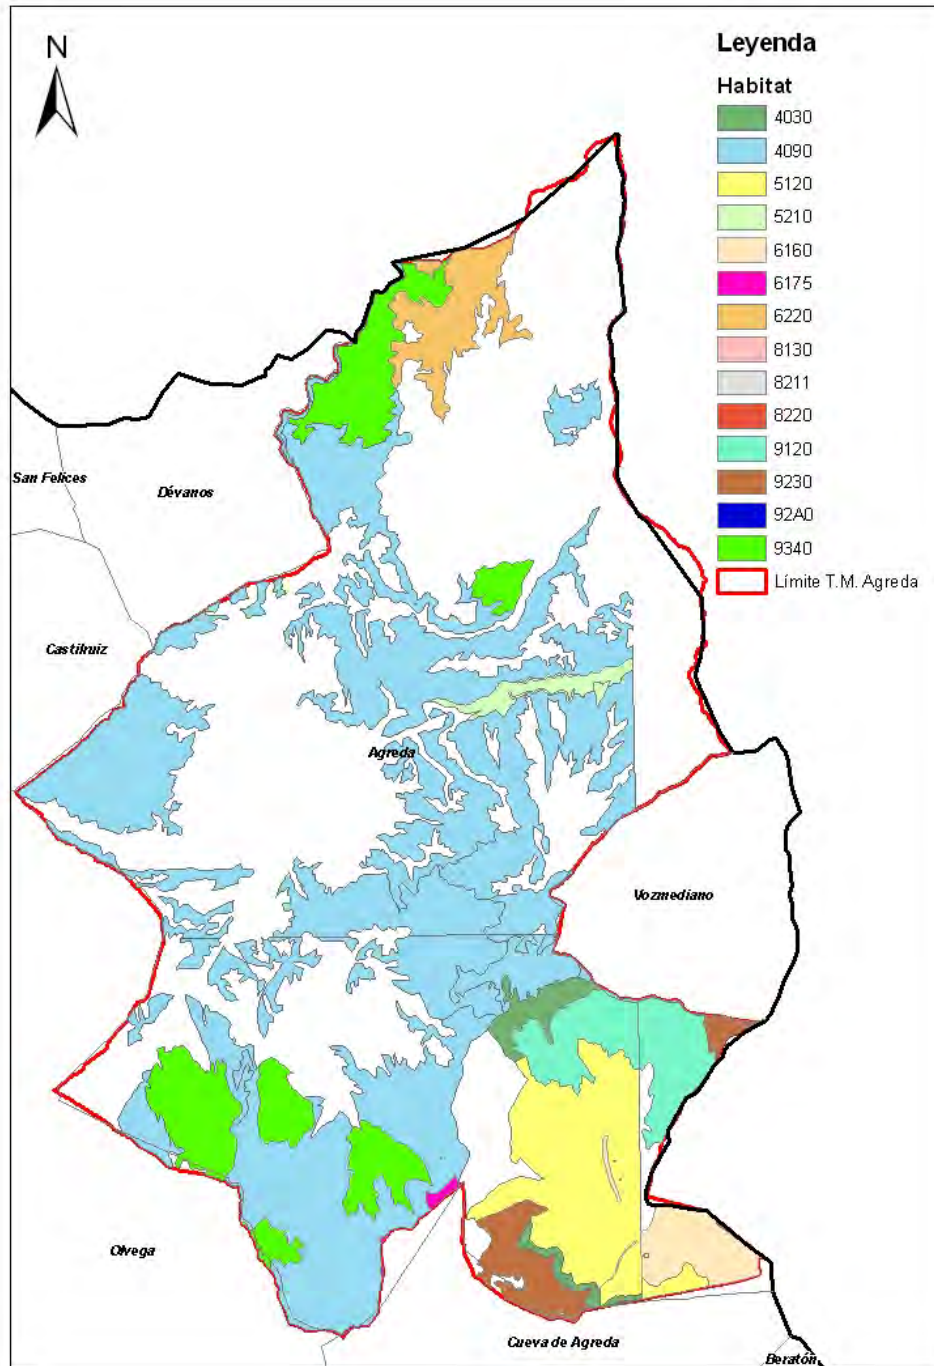 N
Leyenda
Habitat
4030
4090
5120
5210
6160
6175
6220
8130
8211
8220
9120
9230
92A0
9340
Límite T.M. Agreda
San Felices
Dévanos
Castilruiz
Agreda
Vozmediano
Olvega
Cueva de Agreda
Beratón